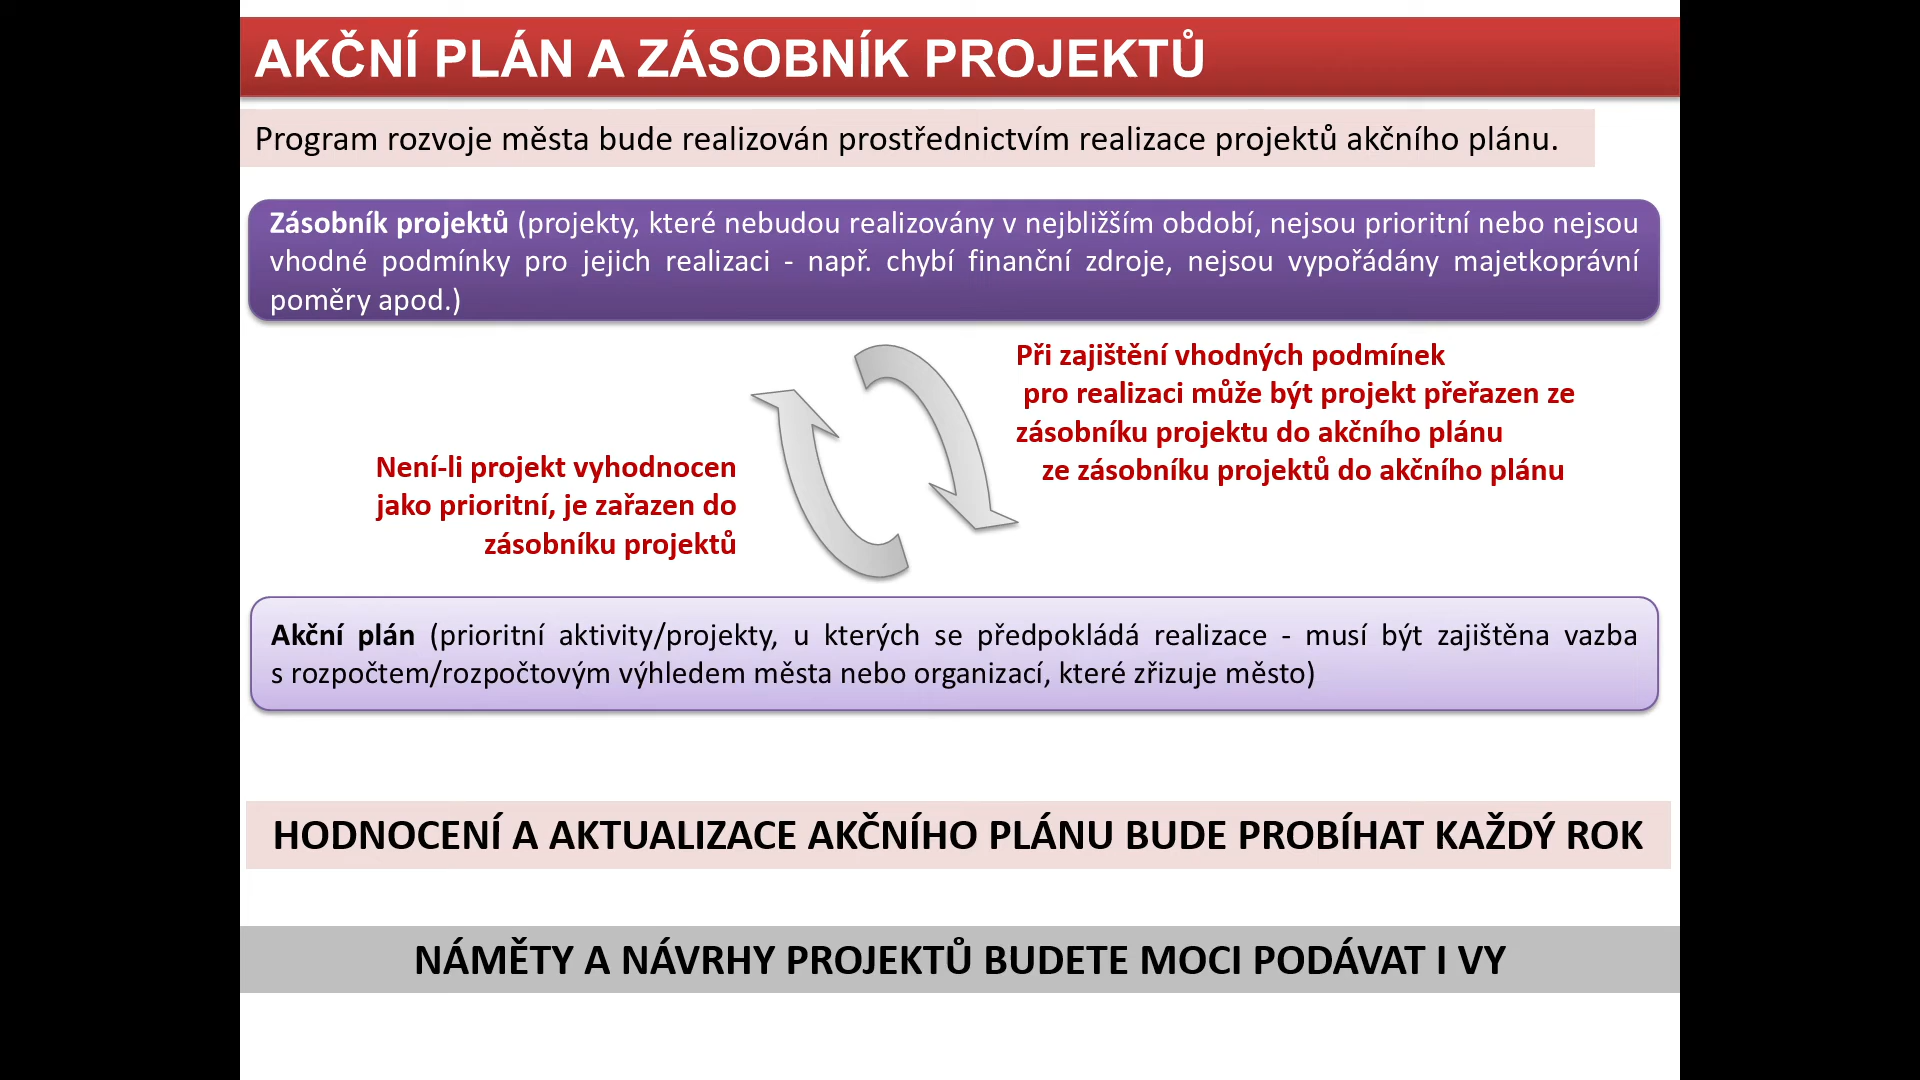 AKČNÍ PLÁN A ZÁSOBNÍK PROJEKTŮ
Program rozvoje města bude realizován prostřednictvím realizace projektů akčního plánu.
Zásobník projektů (projekty, které nebudou realizovány v nejbližším období, nejsou prioritní nebo nejsou
vhodné podmínky pro jejich realizaci - např. chybí finanční zdroje, nejsou vypořádány majetkoprávní
poměry apod.)
Při zajištění vhodných podmínek
pro realizaci může být projekt přeřazen ze
zásobníku projektu do akčního plánu
ze zásobníku projektů do akčního plánu
Není-li projekt vyhodnocen
jako prioritní, je zařazen do
zásobníku projektů
Akční plán (prioritní aktivity/projekty, u kterých se předpokládá realizace - musí být zajištěna vazba
s rozpočtem/rozpočtovým výhledem města nebo organizací, které zřizuje město)
HODNOCENÍ A AKTUALIZACE AKČNÍHO PLÁNU BUDE PROBÍHAT KAŽDÝ ROK
NÁMĚTY A NÁVRHY PROJEKTŮ BUDETE MOCI PODÁVAT I VY